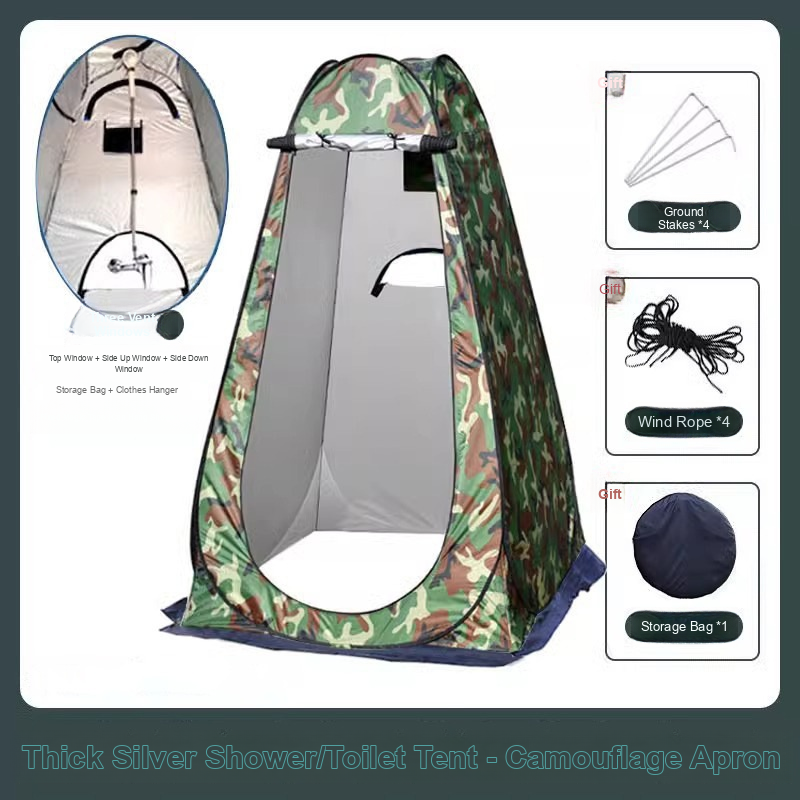 Gift
Ground
Stakes *4
Top Window + Side Up Window + Side Down
Window
Storage Bag + Clothes Hanger
Gift
Wind Rope *4
Gift
Storage Bag *1
Thick Silver Shower/Toilet Tent - Camouflage Apron